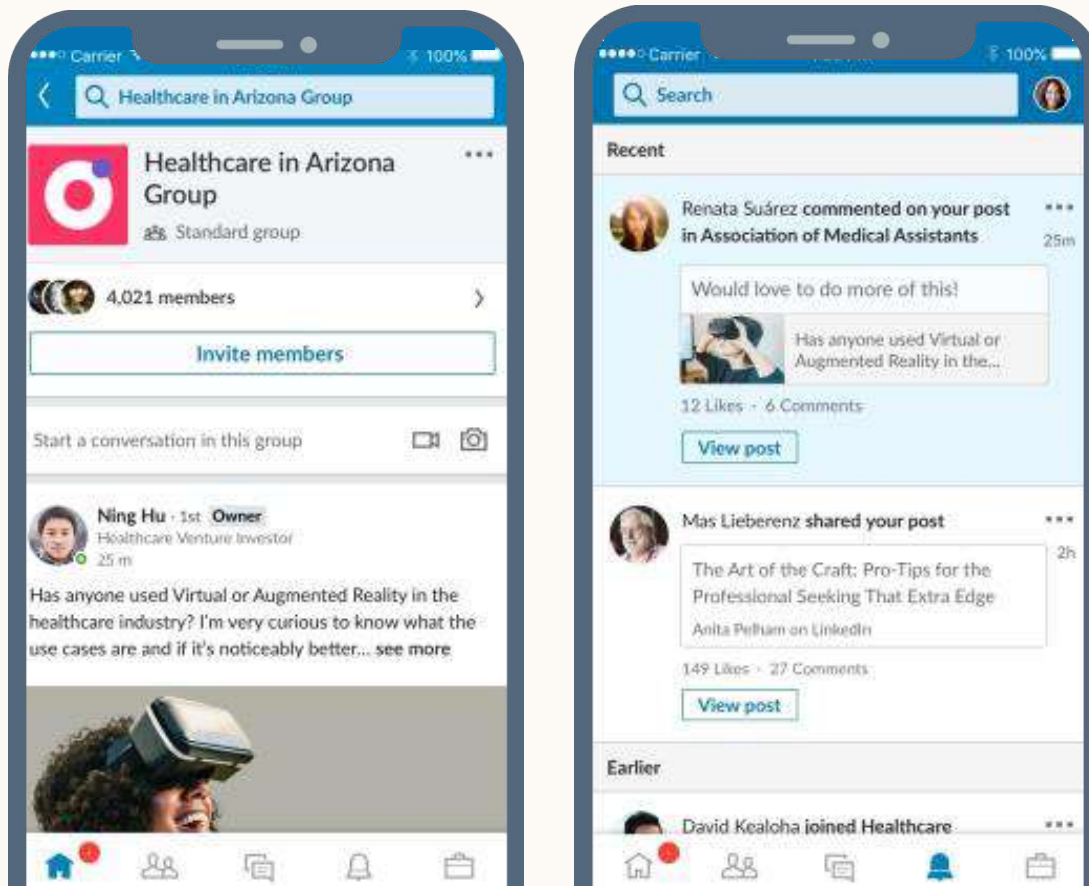 Carrier
100%
Healthcare in Arizona Group
Healthcare in Arizona
Group
Standard group
4,021 members
Invite members
Start a conversation in this group
Ning Hu · 1st Owner
Healthcare Venture Investor
25 m
Has anyone used Virtual or Augmented Reality in the
healthcare industry? I'm very curious to know what the
use cases are and if it's noticeably better... see more
Carrier
100%
Search
Recent
Renata Suárez commented on your post
in Association of Medical Assistants
25m
Would love to do more of this!
Has anyone used Virtual or
Augmented Reality in the...
12 Likes · 6 Comments
View post
Mas Lieberenz shared your post
2h
The Art of the Craft: Pro-Tips for the
Professional Seeking That Extra Edge
Anita Pelham on LinkedIn
149 Likes · 27 Comments
View post
Earlier
David Kealoha joined Healthcare